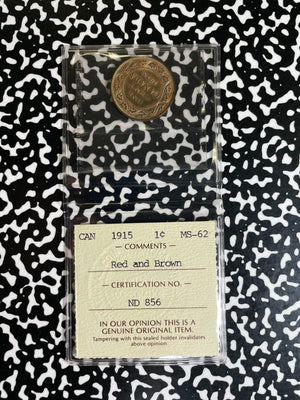 CAN 1915 1¢ MS-62
— COMMENTS —
Red and Brown
— CERTIFICATION NO. —
ND 856
IN OUR OPINION THIS IS A
GENUINE ORIGINAL ITEM.
Tampering with this sealed holder invalidates
above opinion